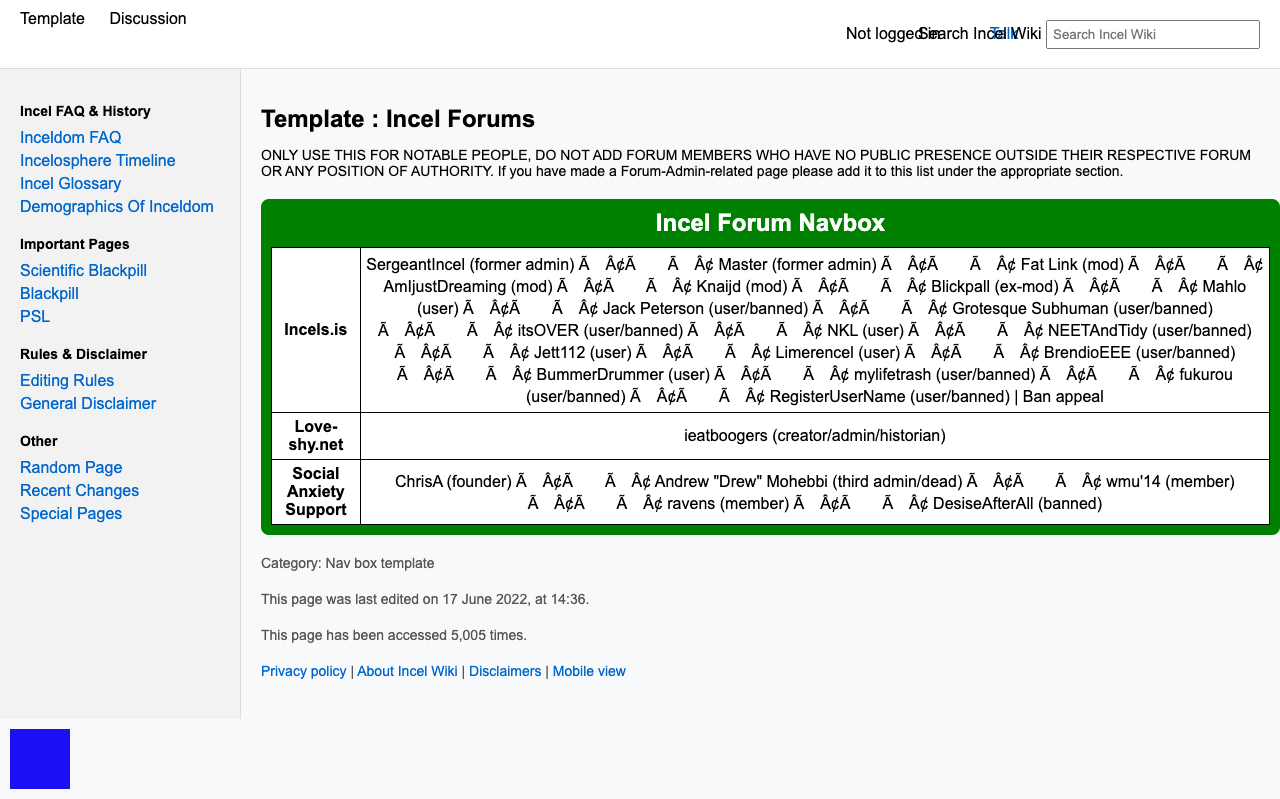 Template Discussion
Not logged in Search Incel Wiki Talk
Search Incel Wiki
Incel FAQ & History
Inceldom FAQ
Incelosphere Timeline
Incel Glossary
Demographics Of Inceldom
Important Pages
Scientific Blackpill
Blackpill
PSL
Rules & Disclaimer
Editing Rules
General Disclaimer
Other
Random Page
Recent Changes
Special Pages
Template : Incel Forums
ONLY USE THIS FOR NOTABLE PEOPLE, DO NOT ADD FORUM MEMBERS WHO HAVE NO PUBLIC PRESENCE OUTSIDE THEIR RESPECTIVE FORUM
OR ANY POSITION OF AUTHORITY. If you have made a Forum-Admin-related page please add it to this list under the appropriate section.
Incel Forum Navbox
Incels.is
SergeantIncel (former admin) Ã Â¢Ã Ã Â¢ Master (former admin) Ã Â¢Ã Ã Â¢ Fat Link (mod) Ã Â¢Ã Ã Â¢
AmIjustDreaming (mod) Ã Â¢Ã Ã Â¢ Knaijd (mod) Ã Â¢Ã Ã Â¢ Blickpall (ex-mod) Ã Â¢Ã Ã Â¢ Mahlo
(user) Ã Â¢Ã Ã Â¢ Jack Peterson (user/banned) Ã Â¢Ã Ã Â¢ Grotesque Subhuman (user/banned)
Ã Â¢Ã Ã Â¢ itsOVER (user/banned) Ã Â¢Ã Ã Â¢ NKL (user) Ã Â¢Ã Ã Â¢ NEETAndTidy (user/banned)
Ã Â¢Ã Ã Â¢ Jett112 (user) Ã Â¢Ã Ã Â¢ Limerencel (user) Ã Â¢Ã Ã Â¢ BrendioEEE (user/banned)
Ã Â¢Ã Ã Â¢ BummerDrummer (user) Ã Â¢Ã Ã Â¢ mylifetrash (user/banned) Ã Â¢Ã Ã Â¢ fukurou
(user/banned) Ã Â¢Ã Ã Â¢ RegisterUserName (user/banned) | Ban appeal
Love-
shy.net
ieatboogers (creator/admin/historian)
Social
Anxiety
Support
ChrisA (founder) Ã Â¢Ã Ã Â¢ Andrew "Drew" Mohebbi (third admin/dead) Ã Â¢Ã Ã Â¢ wmu'14 (member)
Ã Â¢Ã Ã Â¢ ravens (member) Ã Â¢Ã Ã Â¢ DesiseAfterAll (banned)
Category: Nav box template
This page was last edited on 17 June 2022, at 14:36.
This page has been accessed 5,005 times.
Privacy policy | About Incel Wiki | Disclaimers | Mobile view